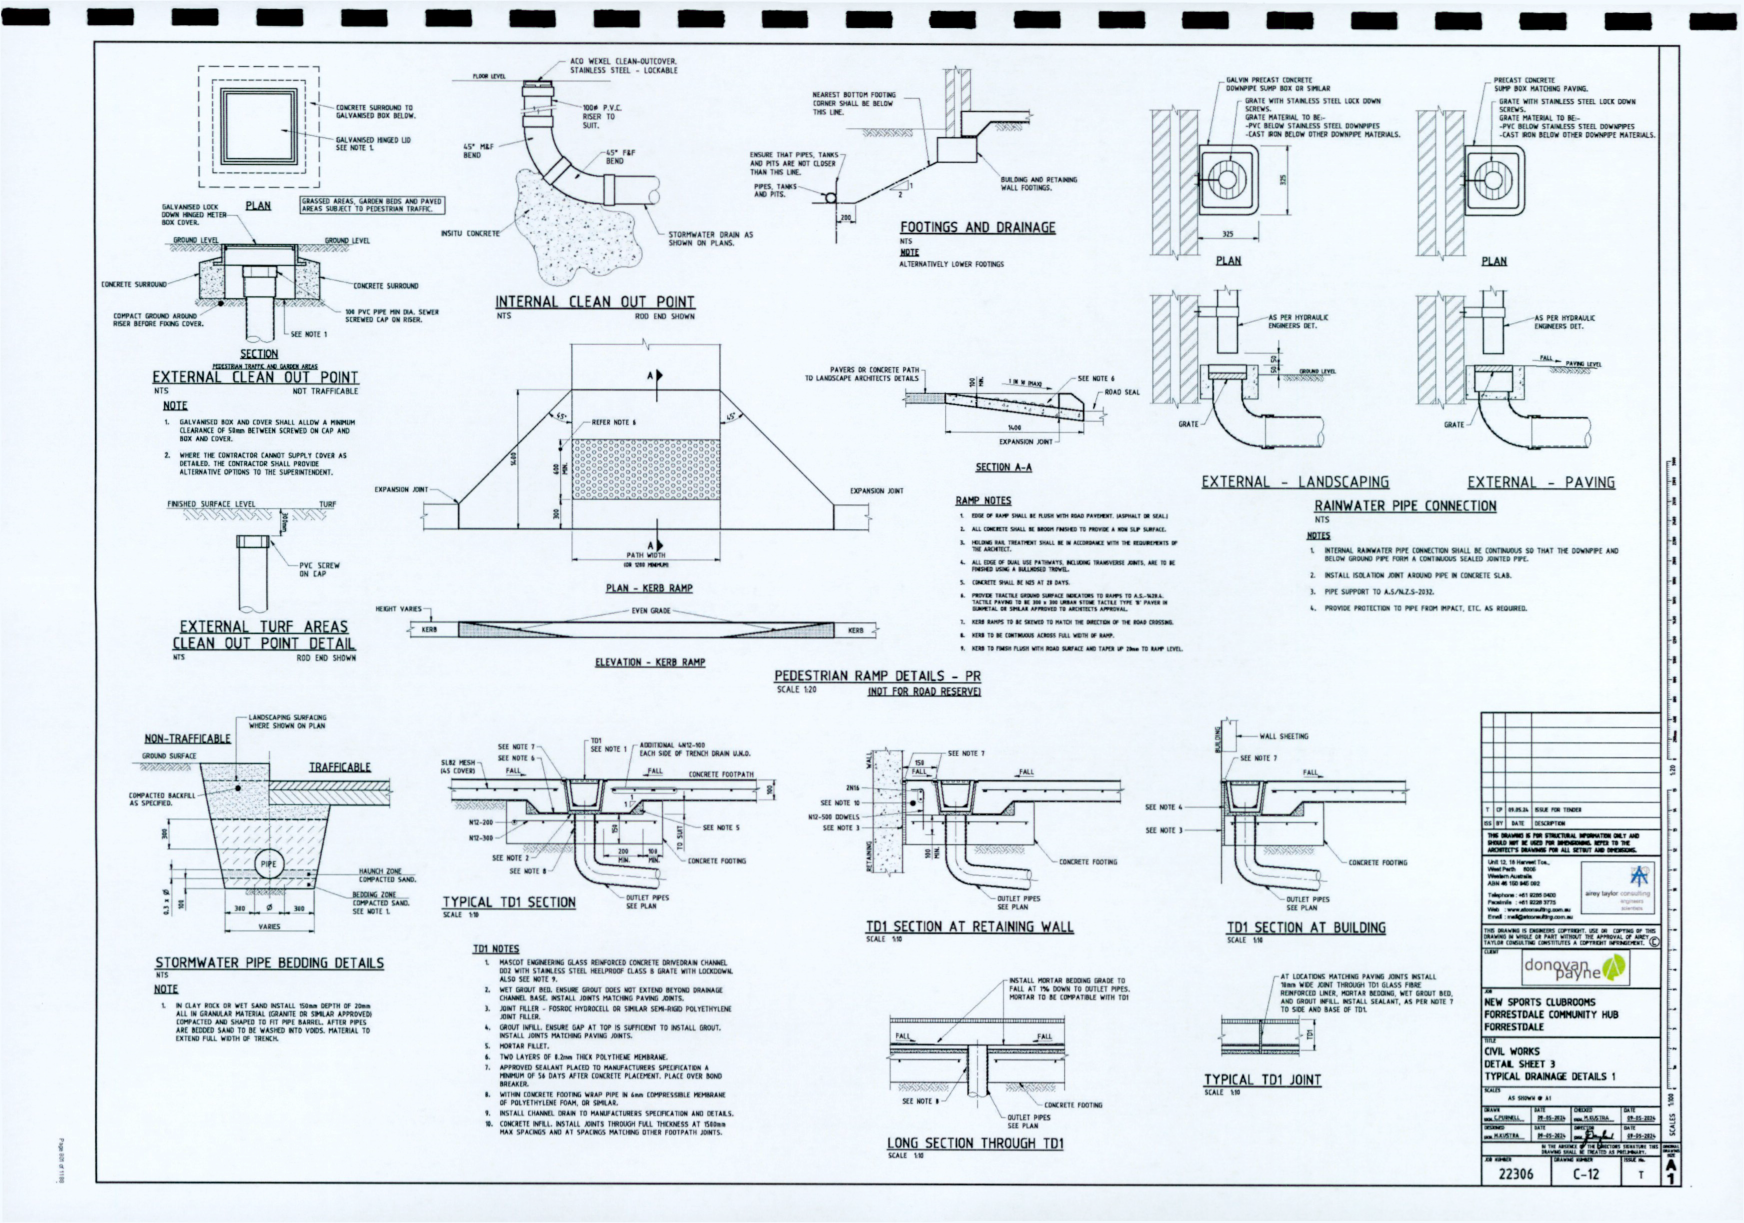 CONCRETE SURROUND TO
GALVANISED BOX BELOW.
GALVANISED HINGED LID
SEE NOTE 1.
PLAN
GRASSED AREAS, GARDEN BEDS AND PAVED
AREAS SUBJECT TO PEDESTRIAN TRAFFIC.
GALVANISED LOCK
DOWN HINGED METER
BOX COVER.
GROUND LEVEL
GROUND LEVEL
CONCRETE SURROUND
CONCRETE SURROUND
COMPACT GROUND AROUND
RISER BEFORE FIXING COVER.
100 PVC PIPE MIN DIA. SEWER
SCREWED CAP ON RISER.
SEE NOTE 1
SECTION
PEDESTRIAN TRAFFIC AND GARDEN AREAS
EXTERNAL CLEAN OUT POINT
NTS
NOT TRAFFICABLE
NOTE
1. GALVANISED BOX AND COVER SHALL ALLOW A MINIMUM
CLEARANCE OF 50mm BETWEEN SCREWED ON CAP AND
BOX AND COVER.
2. WHERE THE CONTRACTOR CANNOT SUPPLY COVER AS
DETAILED, THE CONTRACTOR SHALL PROVIDE
ALTERNATIVE OPTIONS TO THE SUPERINTENDENT.
FINISHED SURFACE LEVEL
TURF
PVC SCREW
ON CAP
EXTERNAL TURF AREAS
CLEAN OUT POINT DETAIL
NTS
ROD END SHOWN
FLOOR LEVEL
ACO WEXEL CLEAN-OUTCOVER.
STAINLESS STEEL - LOCKABLE
100ø P.V.C.
RISER TO
SUIT.
45° M&F
BEND
45° F&F
BEND
INSITU CONCRETE
STORMWATER DRAIN AS
SHOWN ON PLANS.
INTERNAL CLEAN OUT POINT
NTS
ROD END SHOWN
NEAREST BOTTOM FOOTING
CORNER SHALL BE BELOW
THIS LINE.
ENSURE THAT PIPES, TANKS
AND PITS ARE NOT CLOSER
THAN THIS LINE.
PIPES, TANKS
AND PITS.
200
1
2
BUILDING AND RETAINING
WALL FOOTINGS.
FOOTINGS AND DRAINAGE
NTS
NOTE
ALTERNATIVELY LOWER FOOTINGS
GALVIN PRECAST CONCRETE
DOWNPIPE SUMP BOX OR SIMILAR
GRATE WITH STAINLESS STEEL LOCK DOWN
SCREWS.
GRATE MATERIAL TO BE:-
-PVC BELOW STAINLESS STEEL DOWNPIPES
-CAST IRON BELOW OTHER DOWNPIPE MATERIALS.
325
325
PLAN
AS PER HYDRAULIC
ENGINEERS DET.
50
50
GROUND LEVEL
GRATE
EXTERNAL - LANDSCAPING
PRECAST CONCRETE
SUMP BOX MATCHING PAVING.
GRATE WITH STAINLESS STEEL LOCK DOWN
SCREWS.
GRATE MATERIAL TO BE:-
-PVC BELOW STAINLESS STEEL DOWNPIPES
-CAST IRON BELOW OTHER DOWNPIPE MATERIALS.
PLAN
AS PER HYDRAULIC
ENGINEERS DET.
FALL
PAVING LEVEL
GRATE
EXTERNAL - PAVING
RAINWATER PIPE CONNECTION
NTS
NOTES
1. INTERNAL RAINWATER PIPE CONNECTION SHALL BE CONTINUOUS SO THAT THE DOWNPIPE AND
BELOW GROUND PIPE FORM A CONTINUOUS SEALED JOINTED PIPE.
2. INSTALL ISOLATION JOINT AROUND PIPE IN CONCRETE SLAB.
3. PIPE SUPPORT TO A.S/N.Z.S-2032.
4. PROVIDE PROTECTION TO PIPE FROM IMPACT, ETC. AS REQUIRED.
A
45°
45°
REFER NOTE 6
600
MIN.
300
EXPANSION JOINT
EXPANSION JOINT
A
PATH WIDTH
(OR 1200 MINIMUM)
PLAN - KERB RAMP
HEIGHT VARIES
EVEN GRADE
KERB
KERB
ELEVATION - KERB RAMP
PAVERS OR CONCRETE PATH
TO LANDSCAPE ARCHITECTS DETAILS
100
MIN.
SEE NOTE 6
ROAD SEAL
1400
EXPANSION JOINT
SECTION A-A
RAMP NOTES
1. EDGE OF RAMP SHALL BE FLUSH WITH ROAD PAVEMENT. (ASPHALT OR SEAL)
2. ALL CONCRETE SHALL BE BROOM FINISHED TO PROVIDE A NON SLIP SURFACE.
3. HOLDING RAIL TREATMENT SHALL BE IN ACCORDANCE WITH THE REQUIREMENTS OF
THE ARCHITECT.
4. ALL EDGE OF DUAL USE PATHWAYS, INCLUDING TRANSVERSE JOINTS, ARE TO BE
FINISHED USING A BULLNOSED TROWEL.
5. CONCRETE SHALL BE N25 AT 28 DAYS.
6. PROVIDE TRACTILE GROUND SURFACE INDICATORS TO RAMPS TO A.S.-1428.4.
TACTILE PAVING TO BE 300 x 300 URBAN STONE TACTILE TYPE 'B' PAVER IN
GUNMETAL OR SIMILAR APPROVED TO ARCHITECTS APPROVAL.
7. KERB RAMPS TO BE SKEWED TO MATCH THE DIRECTION OF THE ROAD CROSSING.
8. KERB TO BE CONTINUOUS ACROSS FULL WIDTH OF RAMP.
9. KERB TO FINISH FLUSH WITH ROAD SURFACE AND TAPER UP 20mm TO RAMP LEVEL.
PEDESTRIAN RAMP DETAILS - PR
SCALE 1:20
(NOT FOR ROAD RESERVE)
LANDSCAPING SURFACING
WHERE SHOWN ON PLAN
NON-TRAFFICABLE
GROUND SURFACE
TRAFFICABLE
COMPACTED BACKFILL
AS SPECIFIED.
300
PIPE
HAUNCH ZONE
COMPACTED SAND.
BEDDING ZONE
COMPACTED SAND.
SEE NOTE 1.
0.3 x Ø
100
300
Ø
300
VARIES
STORMWATER PIPE BEDDING DETAILS
NTS
NOTE
1. IN CLAY ROCK OR WET SAND INSTALL 150mm DEPTH OF 20mm
ALL IN GRANULAR MATERIAL (GRANITE OR SIMILAR APPROVED)
COMPACTED AND SHAPED TO FIT PIPE BARREL. AFTER PIPES
ARE BEDDED SAND TO BE WASHED INTO VOIDS. MATERIAL TO
EXTEND FULL WIDTH OF TRENCH.
SEE NOTE 7
SEE NOTE 6
TD1
SEE NOTE 1
ADDITIONAL 4N12-100
EACH SIDE OF TRENCH DRAIN U.N.O.
SL82 MESH
(45 COVER)
FALL
FALL
CONCRETE FOOTPATH
100
N12-200
N12-300
SEE NOTE 5
150
200
MIN.
100
MIN.
TO SUIT
SEE NOTE 2
SEE NOTE 8
CONCRETE FOOTING
OUTLET PIPES
SEE PLAN
TYPICAL TD1 SECTION
SCALE 1:10
TD1 NOTES
1. MASCOT ENGINEERING GLASS REINFORCED CONCRETE DRIVEDRAIN CHANNEL
DD2 WITH STAINLESS STEEL HEELPROOF CLASS B GRATE WITH LOCKDOWN.
ALSO SEE NOTE 9.
2. WET GROUT BED. ENSURE GROUT DOES NOT EXTEND BEYOND DRAINAGE
CHANNEL BASE. INSTALL JOINTS MATCHING PAVING JOINTS.
3. JOINT FILLER - FOSROC HYDROCELL OR SIMILAR SEMI-RIGID POLYETHYLENE
JOINT FILLER.
4. GROUT INFILL. ENSURE GAP AT TOP IS SUFFICIENT TO INSTALL GROUT.
INSTALL JOINTS MATCHING PAVING JOINTS.
5. MORTAR FILLET.
6. TWO LAYERS OF 0.2mm THICK POLYTHENE MEMBRANE.
7. APPROVED SEALANT PLACED TO MANUFACTURERS SPECIFICATION A
MINIMUM OF 56 DAYS AFTER CONCRETE PLACEMENT. PLACE OVER BOND
BREAKER.
8. WITHIN CONCRETE FOOTING WRAP PIPE IN 6mm COMPRESSIBLE MEMBRANE
OF POLYETHYLENE FOAM, OR SIMILAR.
9. INSTALL CHANNEL DRAIN TO MANUFACTURERS SPECIFICATION AND DETAILS.
10. CONCRETE INFILL. INSTALL JOINTS THROUGH FULL THICKNESS AT 1500mm
MAX SPACINGS AND AT SPACINGS MATCHING OTHER FOOTPATH JOINTS.
WALL
150
FALL
SEE NOTE 7
FALL
2N16
SEE NOTE 10
N12-500 DOWELS
SEE NOTE 3
RETAINING
100
MIN.
CONCRETE FOOTING
OUTLET PIPES
SEE PLAN
TD1 SECTION AT RETAINING WALL
SCALE 1:10
BUILDING
WALL SHEETING
SEE NOTE 7
FALL
SEE NOTE 4
SEE NOTE 3
CONCRETE FOOTING
OUTLET PIPES
SEE PLAN
TD1 SECTION AT BUILDING
SCALE 1:10
INSTALL MORTAR BEDDING GRADE TO
FALL AT 1% DOWN TO OUTLET PIPES.
MORTAR TO BE COMPATIBLE WITH TD1
FALL
FALL
SEE NOTE 8
CONCRETE FOOTING
OUTLET PIPES
SEE PLAN
LONG SECTION THROUGH TD1
SCALE 1:10
AT LOCATIONS MATCHING PAVING JOINTS INSTALL
10mm WIDE JOINT THROUGH TD1 GLASS FIBRE
REINFORCED LINER, MORTAR BEDDING, WET GROUT BED,
AND GROUT INFILL. INSTALL SEALANT, AS PER NOTE 7
TO SIDE AND BASE OF TD1.
TD1
TYPICAL TD1 JOINT
SCALE 1:10
T CP 09.05.24 ISSUE FOR TENDER
ISS BY DATE DESCRIPTION
THIS DRAWING IS FOR STRUCTURAL INFORMATION ONLY AND
SHOULD NOT BE USED FOR DIMENSIONING. REFER TO THE
ARCHITECT'S DRAWINGS FOR ALL SETOUT AND DIMENSIONS.
Unit 12, 18 Harvest Tce.,
West Perth 6005
Western Australia
airey taylor consulting
engineers
scientists
THIS DRAWING IS ENGINEERS COPYRIGHT. USE OR COPYING OF THIS
DRAWING IN WHOLE OR PART WITHOUT THE APPROVAL OF AIREY
TAYLOR CONSULTING CONSTITUTES A COPYRIGHT INFRINGEMENT. ©
CLIENT
donovan
payne
JOB
NEW SPORTS CLUBROOMS
FORRESTDALE COMMUNITY HUB
FORRESTDALE
TITLE
CIVIL WORKS
DETAIL SHEET 3
TYPICAL DRAINAGE DETAILS 1
SCALES
AS SHOWN @ A1
DRAWN DATE CHECKED DATE
C.PURNELL 09-05-2024 M.KUSTRA 09-05-2024
DESIGNED DATE DIRECTOR DATE
M.KUSTRA 09-05-2024 09-05-2024
IN THE ABSENCE OF THE DIRECTORS SIGNATURE THIS
DRAWING SHALL BE TREATED AS PRELIMINARY.
JOB NUMBER DRAWING NUMBER ISSUE No.
22306 C-12 T
SCALES 1:100
1:20
A
1